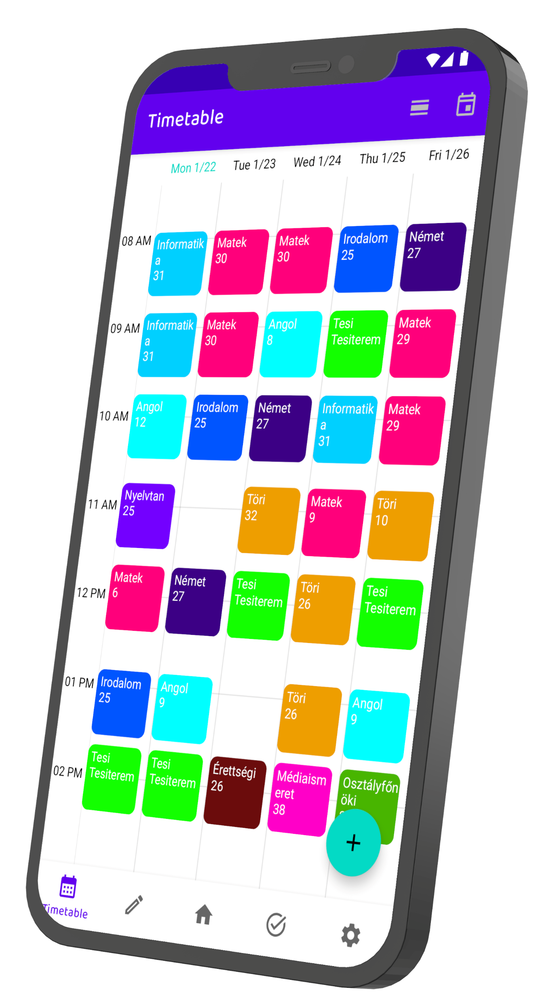 Timetable
Mon 1/22
Tue 1/23
Wed 1/24
Thu 1/25
Fri 1/26
08 AM
Informatik
a
31
Matek
30
Matek
30
Irodalom
25
Német
27
09 AM
Informatik
a
31
Matek
30
Angol
8
Tesi
Tesiterem
Matek
29
10 AM
Angol
12
Irodalom
25
Német
27
Informatik
a
31
Matek
29
11 AM
Nyelvtan
25
Töri
32
Matek
9
Töri
10
12 PM
Matek
6
Német
27
Tesi
Tesiterem
Töri
26
Tesi
Tesiterem
01 PM
Irodalom
25
Angol
9
Töri
26
Angol
9
02 PM
Tesi
Tesiterem
Tesi
Tesiterem
Érettségi
26
Médiaism
eret
38
Osztályfőn
öki
Timetable